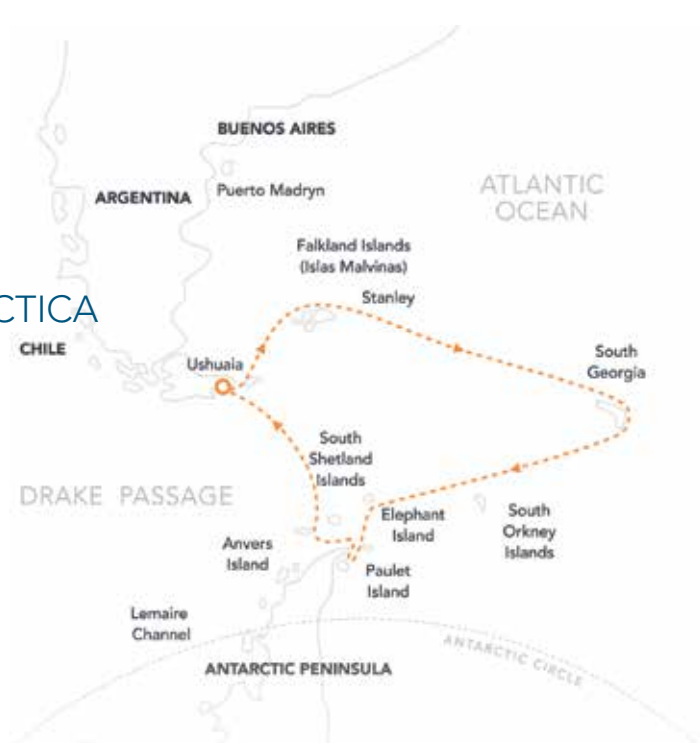 BUENOS AIRES
ARGENTINA
Puerto Madryn
ATLANTIC
OCEAN
Falkland Islands
(Islas Malvinas)
Stanley
CTICA
CHILE
Ushuaia
South
Georgia
South
Shetland
Islands
DRAKE PASSAGE
Elephant
Island
South
Orkney
Islands
Anvers
Island
Paulet
Island
Lemaire
Channel
ANTARCTIC CIRCLE
ANTARCTIC PENINSULA